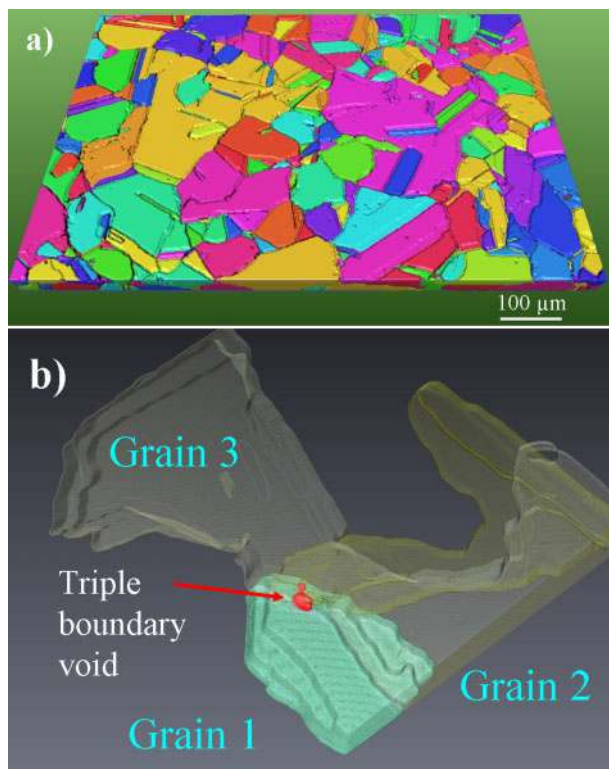 a)
100 µm
b)
Grain 3
Triple
boundary
void
Grain 2
Grain 1